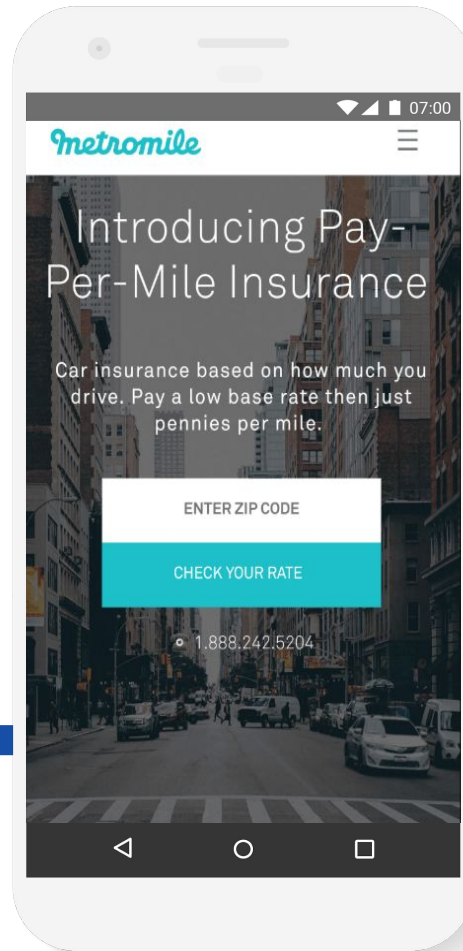 07:00
metromile
Introducing Pay-
Per-Mile Insurance
Car insurance based on how much you
drive. Pay a low base rate then just
pennies per mile.
ENTER ZIP CODE
CHECK YOUR RATE
1.888.242.5204